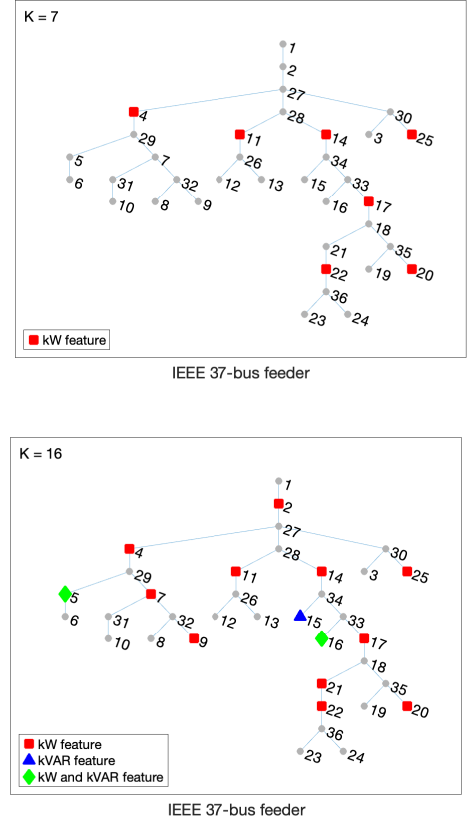 K = 7
1
2
27
4 28 30
29 11 14 3 25
5 7 26 34
6 31 32 12 13 15 33
10 8 9 16 17
18
21 35
22 19 20
36
23 24
kW feature
IEEE 37-bus feeder
K = 16
1
2
27
4 28 30
29 11 14 3 25
5 7 26 34
6 31 32 12 13 15 33
10 8 9 16 17
18
21 35
22 19 20
36
23 24
kW feature
kVAR feature
kW and kVAR feature
IEEE 37-bus feeder